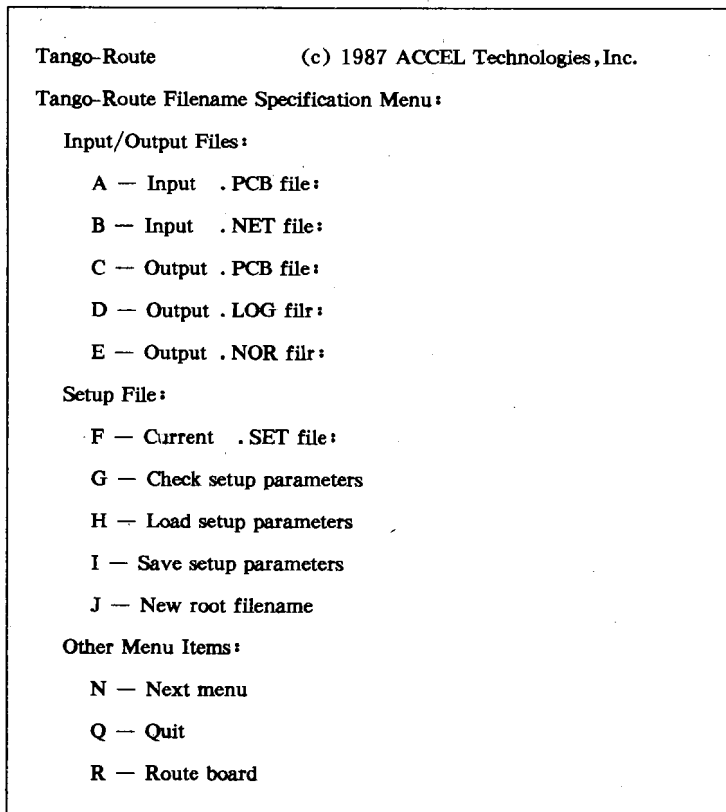 Tango-Route (c) 1987 ACCEL Technologies,Inc.
Tango-Route Filename Specification Menu:
Input/Output Files:
A — Input .PCB file:
B — Input .NET file:
C — Output .PCB file:
D — Output .LOG filr:
E — Output .NOR filr:
Setup File:
F — Current .SET file:
G — Check setup parameters
H — Load setup parameters
I — Save setup parameters
J — New root filename
Other Menu Items:
N — Next menu
Q — Quit
R — Route board